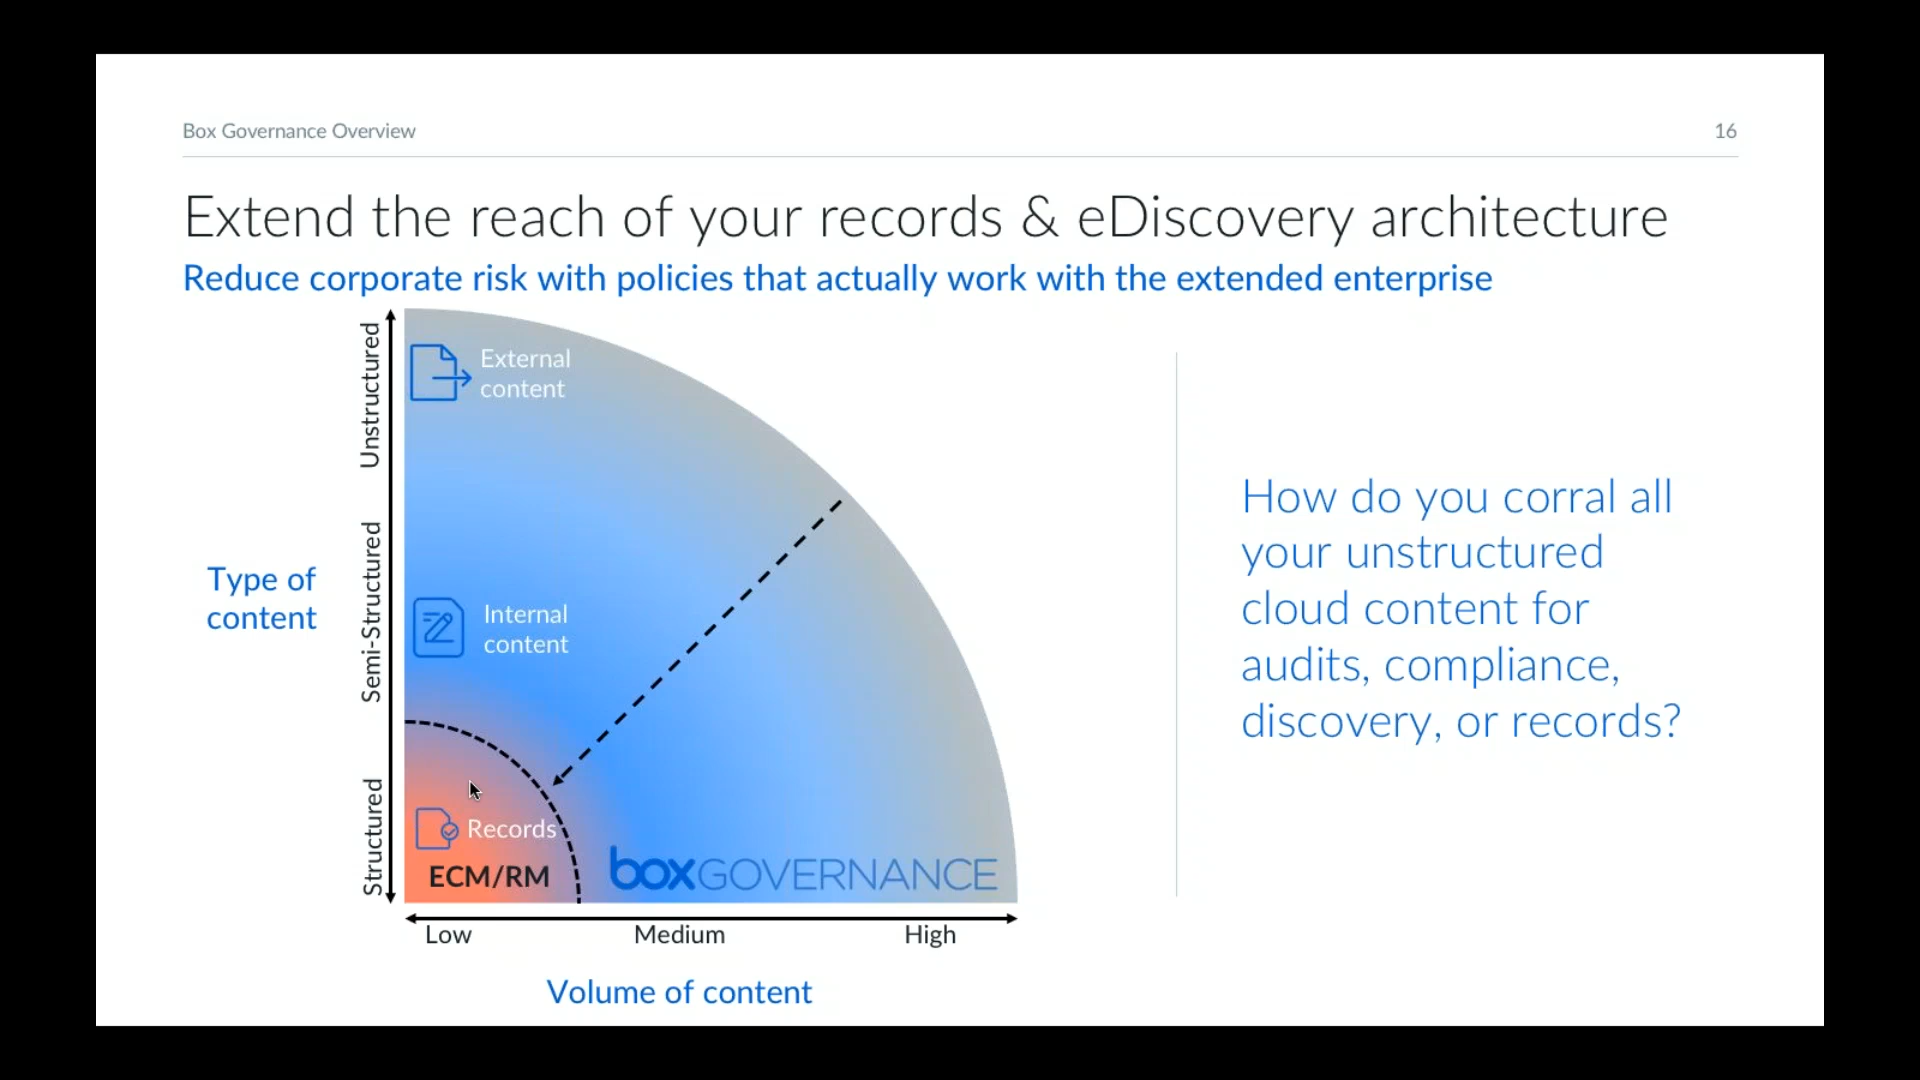 Box Governance Overview
16
Extend the reach of your records & eDiscovery architecture
Reduce corporate risk with policies that actually work with the extended enterprise
Type of
content
Unstructured
Semi-Structured
Structured
External
content
Internal
content
Records
ECM/RM
boxGOVERNANCE
Low
Medium
High
Volume of content
How do you corral all
your unstructured
cloud content for
audits, compliance,
discovery, or records?